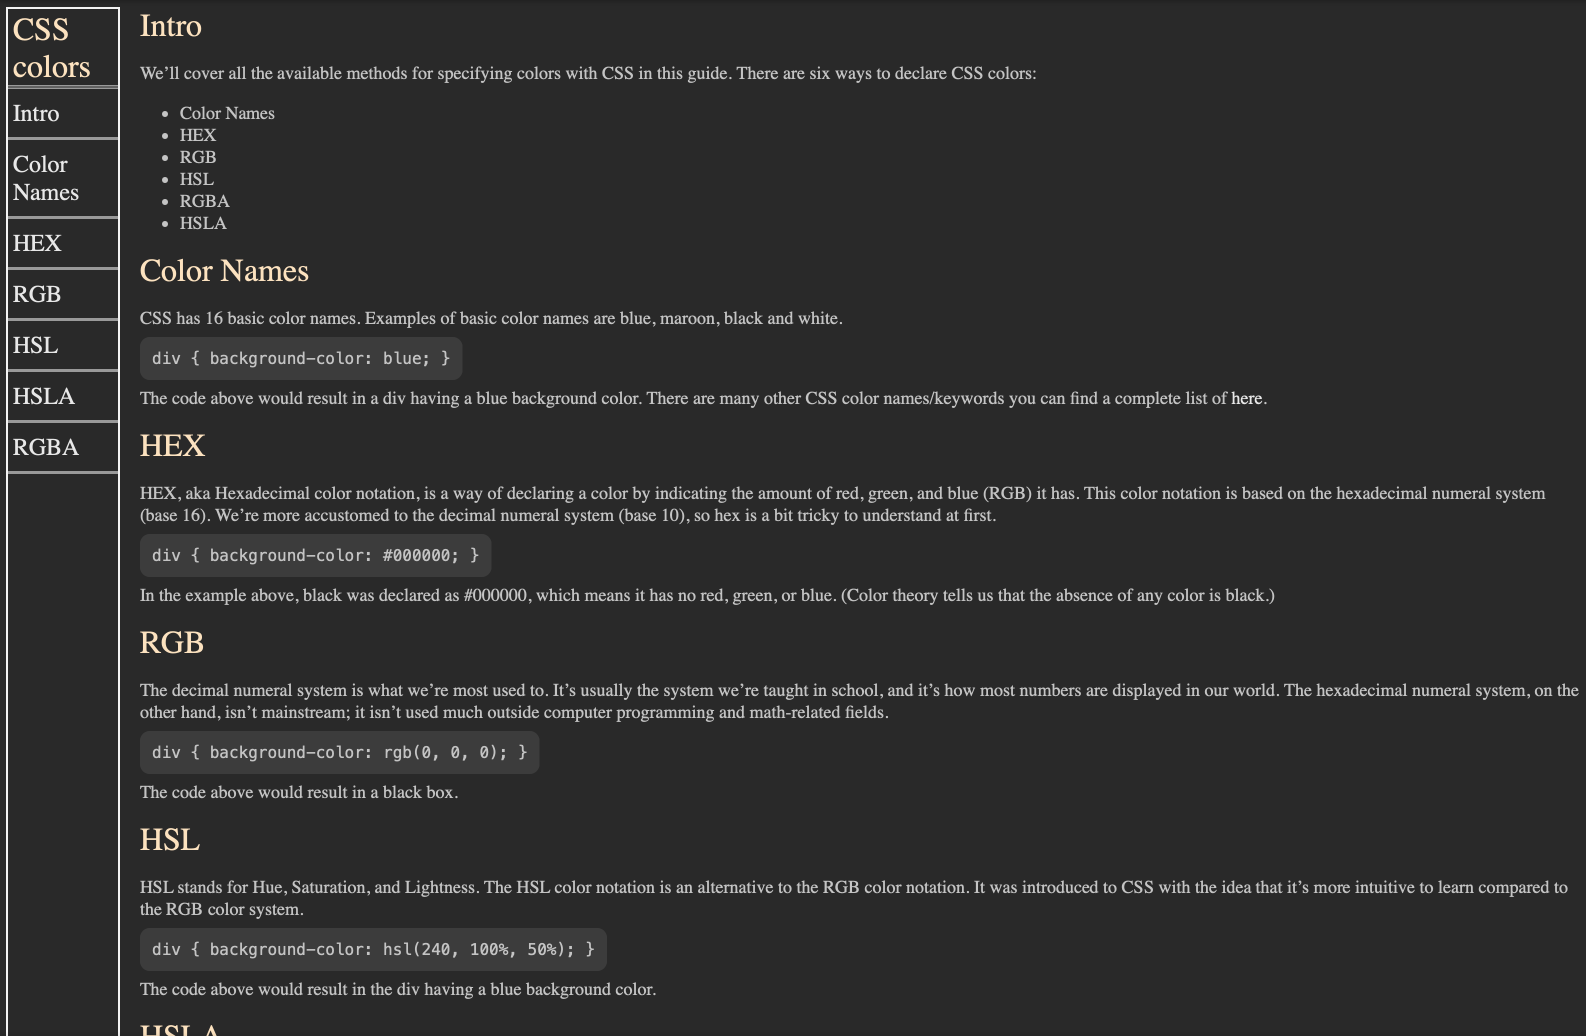 CSS
colors
Intro
Color
Names
HEX
RGB
HSL
HSLA
RGBA
Intro
We’ll cover all the available methods for specifying colors with CSS in this guide. There are six ways to declare CSS colors:
• Color Names
• HEX
• RGB
• HSL
• RGBA
• HSLA
Color Names
CSS has 16 basic color names. Examples of basic color names are blue, maroon, black and white.
div { background-color: blue; }
The code above would result in a div having a blue background color. There are many other CSS color names/keywords you can find a complete list of here.
HEX
HEX, aka Hexadecimal color notation, is a way of declaring a color by indicating the amount of red, green, and blue (RGB) it has. This color notation is based on the hexadecimal numeral system
(base 16). We’re more accustomed to the decimal numeral system (base 10), so hex is a bit tricky to understand at first.
div { background-color: #000000; }
In the example above, black was declared as #000000, which means it has no red, green, or blue. (Color theory tells us that the absence of any color is black.)
RGB
The decimal numeral system is what we’re most used to. It’s usually the system we’re taught in school, and it’s how most numbers are displayed in our world. The hexadecimal numeral system, on the
other hand, isn’t mainstream; it isn’t used much outside computer programming and math-related fields.
div { background-color: rgb(0, 0, 0); }
The code above would result in a black box.
HSL
HSL stands for Hue, Saturation, and Lightness. The HSL color notation is an alternative to the RGB color notation. It was introduced to CSS with the idea that it’s more intuitive to learn compared to
the RGB color system.
div { background-color: hsl(240, 100%, 50%); }
The code above would result in the div having a blue background color.
HSLA